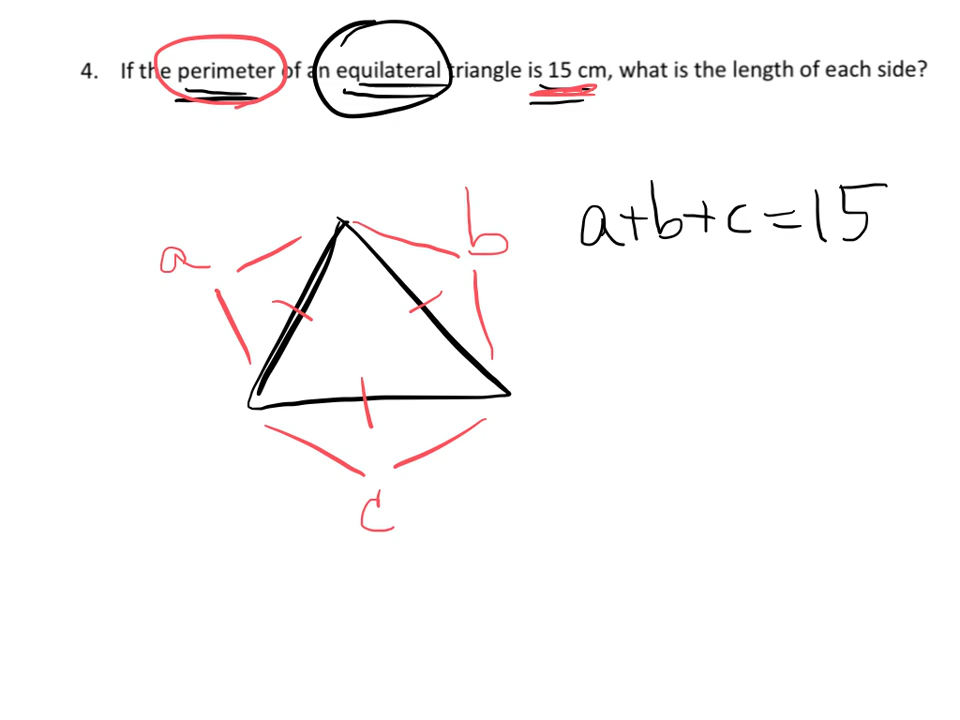 4. If the perimeter of an equilateral triangle is 15 cm, what is the length of each side?
a
b
a+b+c=15
c